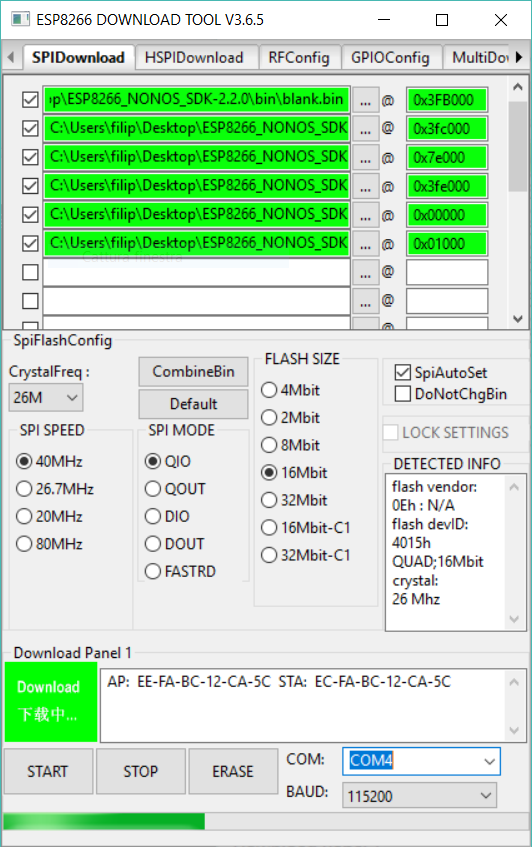 ESP8266 DOWNLOAD TOOL V3.6.5
SPIDownload HSPIDownload RFConfig GPIOConfig MultiDow
op\ESP8266_NONOS_SDK-2.2.0\bin\blank.bin ... @ 0x3FB000
C:\Users\filip\Desktop\ESP8266_NONOS_SDK ... @ 0x3fc000
C:\Users\filip\Desktop\ESP8266_NONOS_SDK ... @ 0x7e000
C:\Users\filip\Desktop\ESP8266_NONOS_SDK ... @ 0x3fe000
C:\Users\filip\Desktop\ESP8266_NONOS_SDK ... @ 0x00000
C:\Users\filip\Desktop\ESP8266_NONOS_SDK ... @ 0x01000
... @
... @
SpiFlashConfig
CrystalFreq :
26M
CombineBin
Default
SPI SPEED
40MHz
26.7MHz
20MHz
80MHz
SPI MODE
QIO
QOUT
DIO
DOUT
FASTRD
FLASH SIZE
4Mbit
2Mbit
8Mbit
16Mbit
32Mbit
16Mbit-C1
32Mbit-C1
SpiAutoSet
DoNotChgBin
LOCK SETTINGS
DETECTED INFO
flash vendor:
0Eh : N/A
flash devID:
4015h
QUAD;16Mbit
crystal:
26 Mhz
Download Panel 1
Download
下载中...
AP: EE-FA-BC-12-CA-5C STA: EC-FA-BC-12-CA-5C
START STOP ERASE
COM: COM4
BAUD: 115200